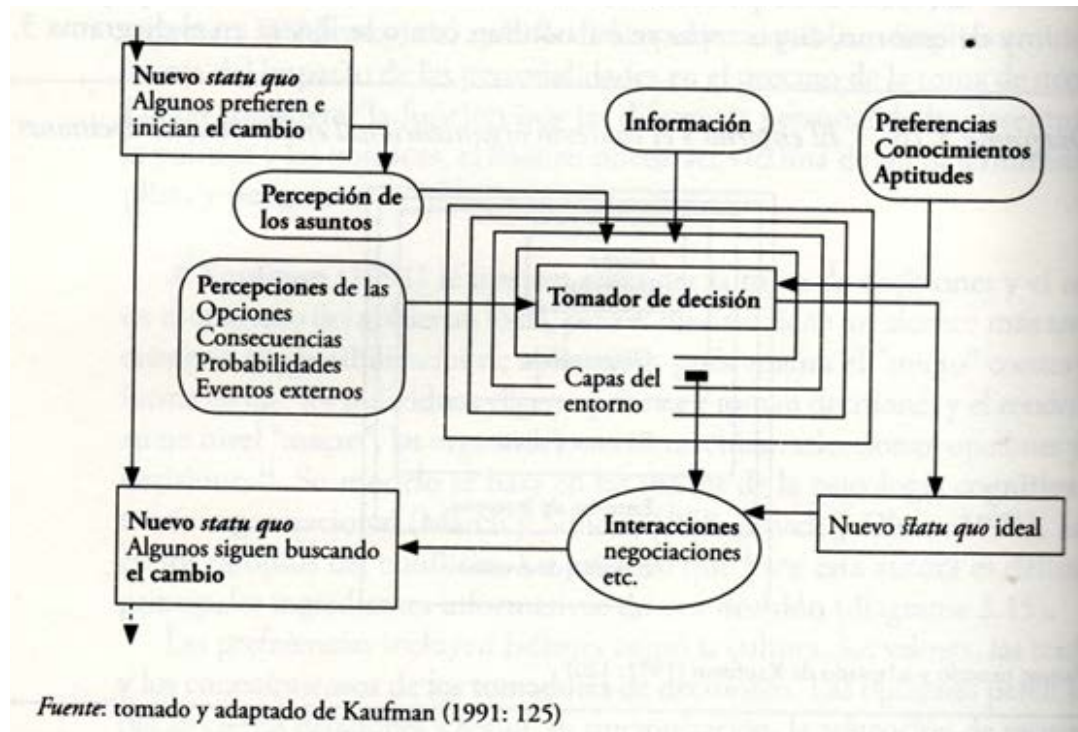 Nuevo statu quo
Algunos prefieren e
inician el cambio
Información
Preferencias
Conocimientos
Aptitudes
Percepción de
los asuntos
Percepciones de las
Opciones
Consecuencias
Probabilidades
Eventos externos
Tomador de decisión
Capas del
entorno
Nuevo statu quo
Algunos siguen buscando
el cambio
Interacciones
negociaciones
etc.
Nuevo statu quo ideal
Fuente: tomado y adaptado de Kaufman (1991: 125)